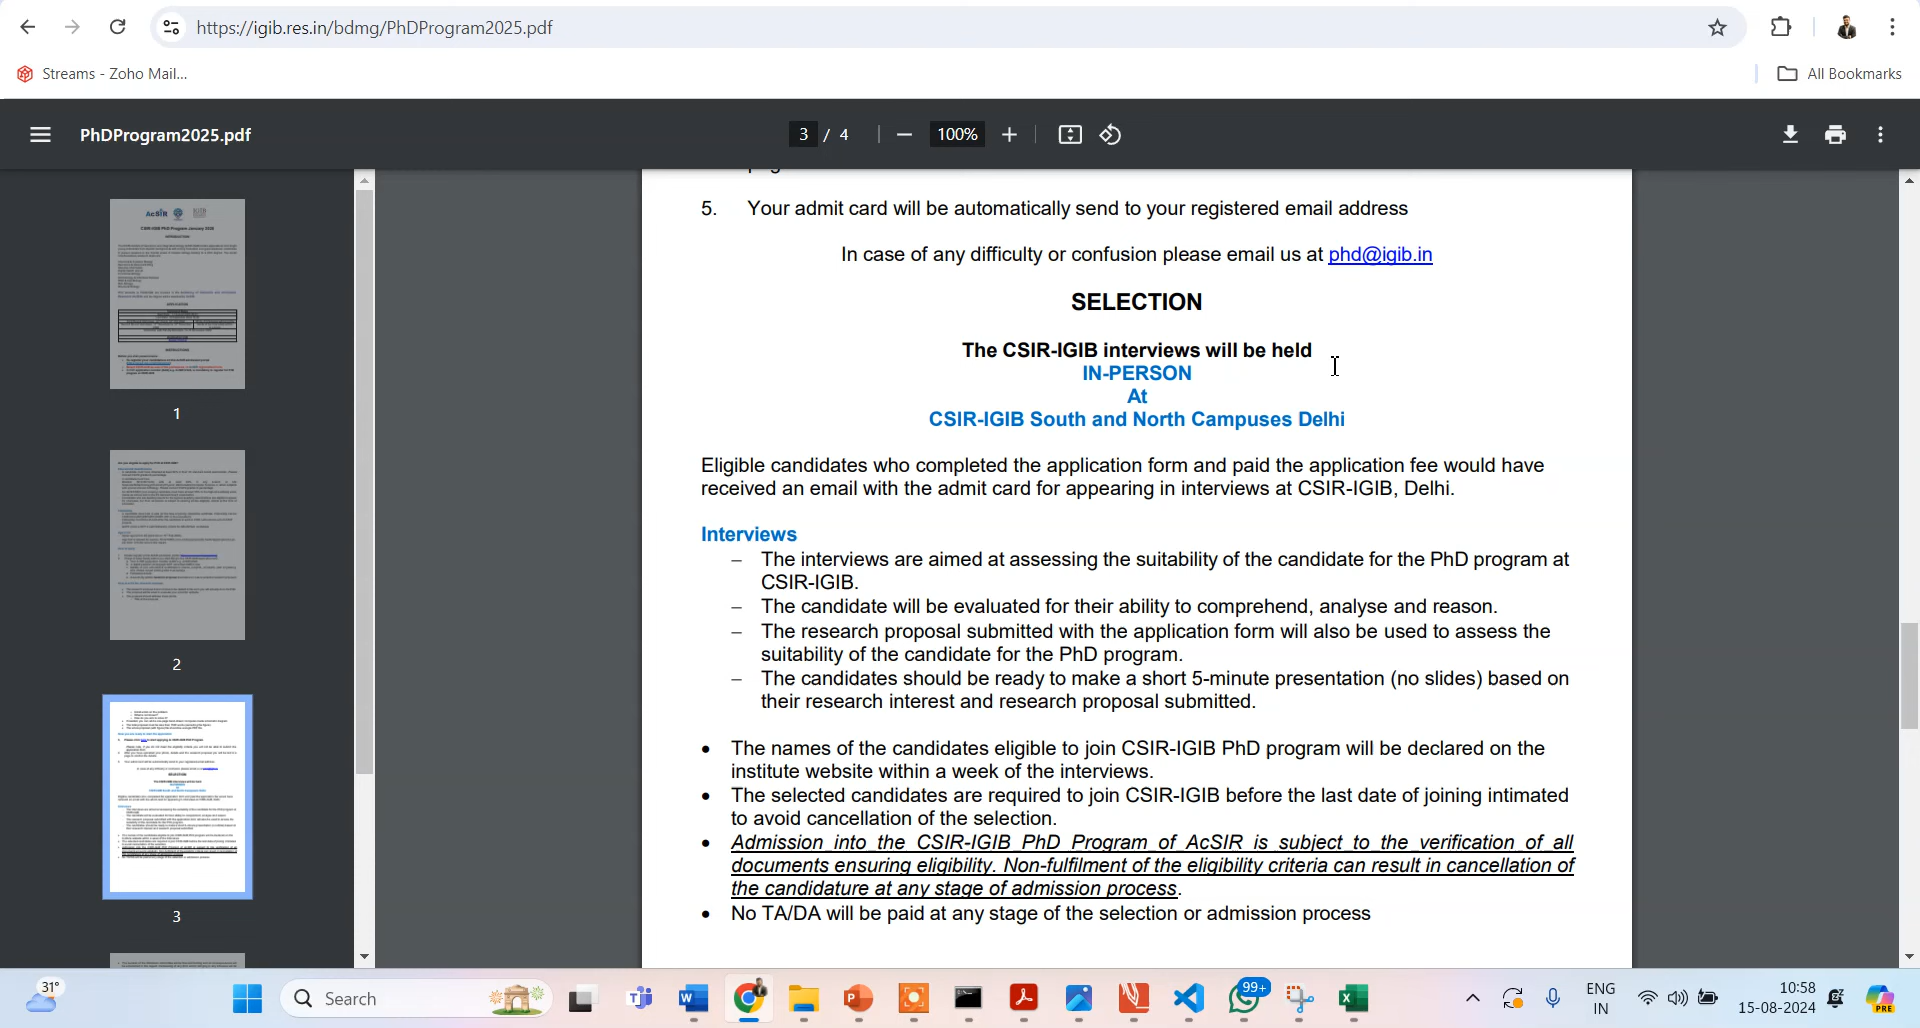 https://igib.res.in/bdmg/PhDProgram2025.pdf
Streams - Zoho Mail...
All Bookmarks
PhDProgram2025.pdf
3 / 4
100%
1
2
3
5. Your admit card will be automatically send to your registered email address
In case of any difficulty or confusion please email us at phd@igib.in
SELECTION
The CSIR-IGIB interviews will be held
IN-PERSON
At
CSIR-IGIB South and North Campuses Delhi
Eligible candidates who completed the application form and paid the application fee would have
received an email with the admit card for appearing in interviews at CSIR-IGIB, Delhi.
Interviews
– The interviews are aimed at assessing the suitability of the candidate for the PhD program at
CSIR-IGIB.
– The candidate will be evaluated for their ability to comprehend, analyse and reason.
– The research proposal submitted with the application form will also be used to assess the
suitability of the candidate for the PhD program.
– The candidates should be ready to make a short 5-minute presentation (no slides) based on
their research interest and research proposal submitted.
• The names of the candidates eligible to join CSIR-IGIB PhD program will be declared on the
institute website within a week of the interviews.
• The selected candidates are required to join CSIR-IGIB before the last date of joining intimated
to avoid cancellation of the selection.
• Admission into the CSIR-IGIB PhD Program of AcSIR is subject to the verification of all
documents ensuring eligibility. Non-fulfilment of the eligibility criteria can result in cancellation of
the candidature at any stage of admission process.
• No TA/DA will be paid at any stage of the selection or admission process
31°
Search
99+
ENG
IN
10:58
15-08-2024
PRE